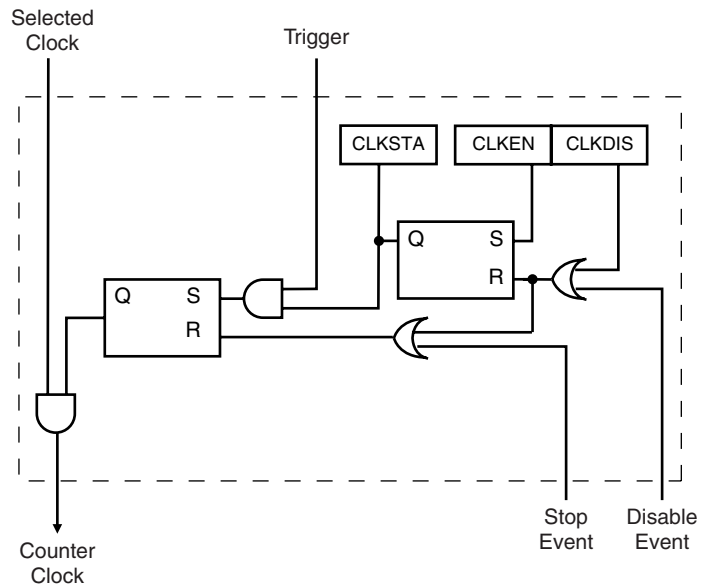 Selected
Clock
Trigger
CLKSTA
CLKEN
CLKDIS
Q
S
R
Q
S
R
Stop
Event
Disable
Event
Counter
Clock